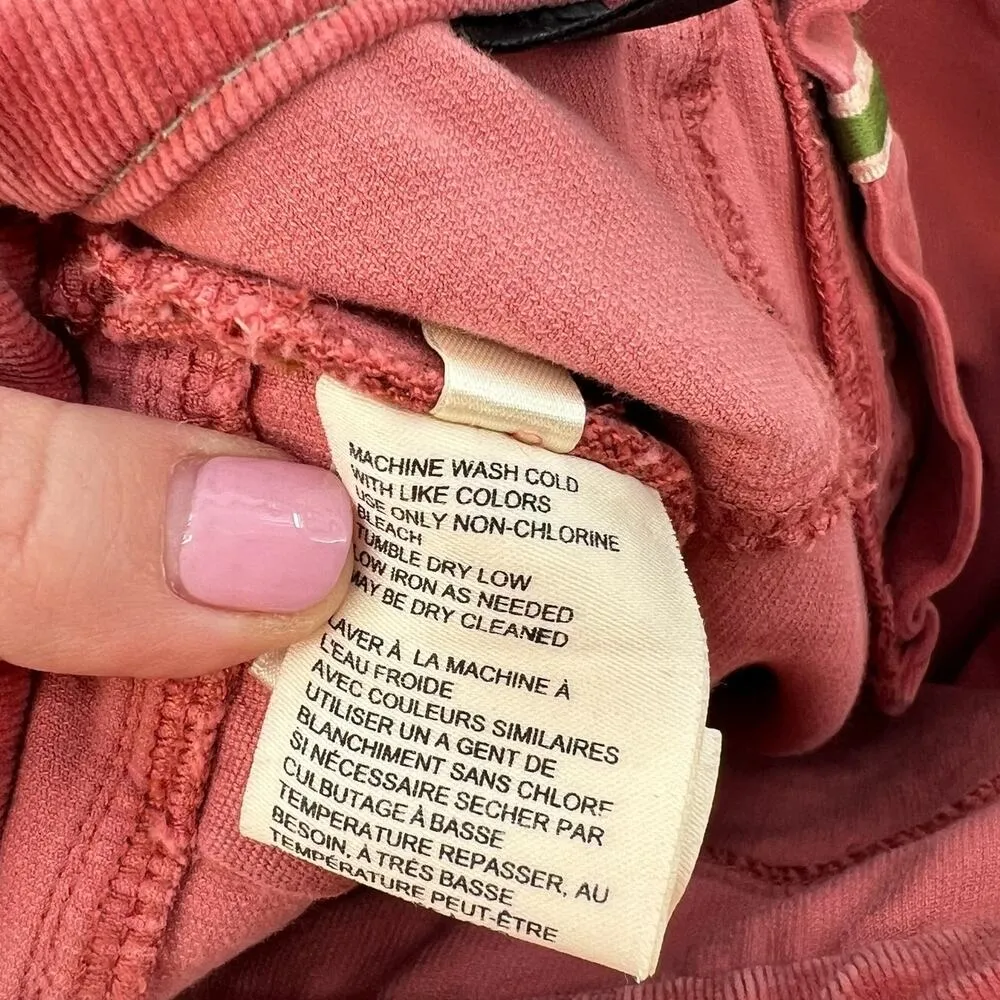 MACHINE WASH COLD
WITH LIKE COLORS
USE ONLY NON-CHLORINE
BLEACH
TUMBLE DRY LOW
LOW IRON AS NEEDED
MAY BE DRY CLEANED
LAVER À LA MACHINE À
L'EAU FROIDE
AVEC COULEURS SIMILAIRES
UTILISER UN A GENT DE
BLANCHIMENT SANS CHLORE
SI NÉCESSAIRE SECHER PAR
CULBUTAGE À BASSE
TEMPERATURE REPASSER, AU
BESOIN, À TRÈS BASSE
TEMPÉRATURE PEUT-ÊTRE